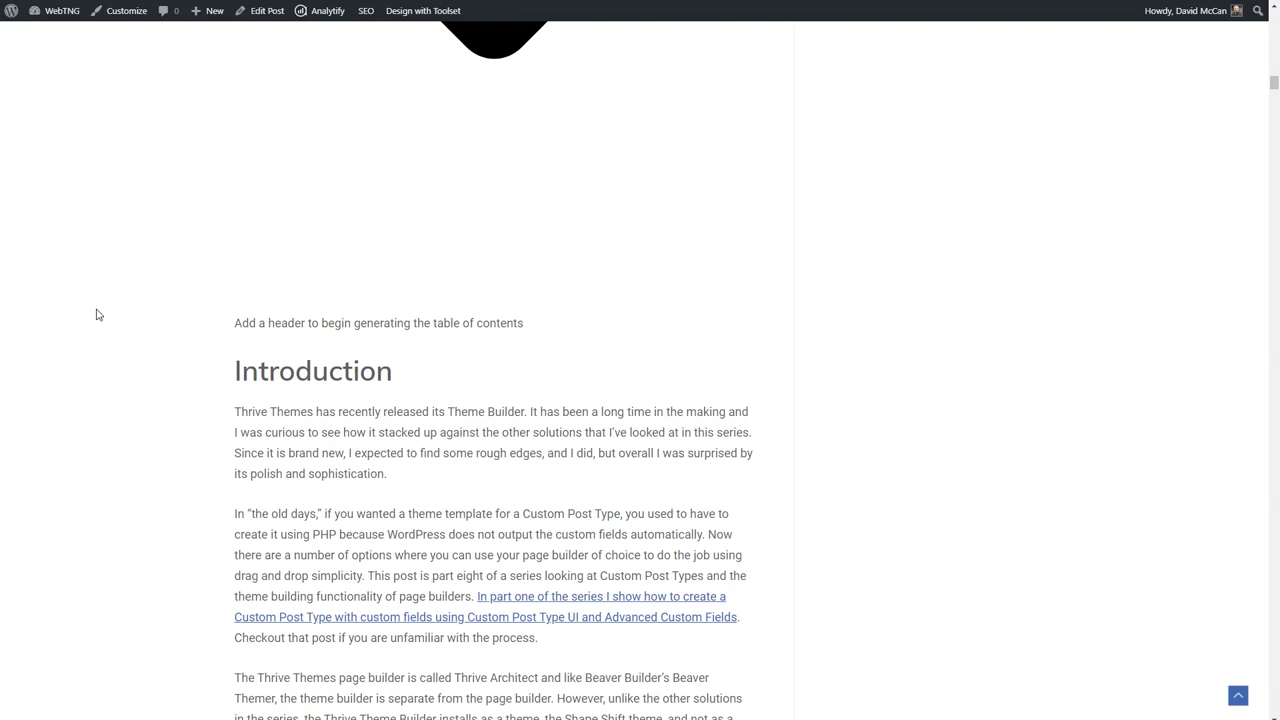 WebTNG Customize 0 New Edit Post Analytify SEO Design with Toolset Howdy, David McCan
Add a header to begin generating the table of contents
Introduction
Thrive Themes has recently released its Theme Builder. It has been a long time in the making and
I was curious to see how it stacked up against the other solutions that I’ve looked at in this series.
Since it is brand new, I expected to find some rough edges, and I did, but overall I was surprised by
its polish and sophistication.
In “the old days,” if you wanted a theme template for a Custom Post Type, you used to have to
create it using PHP because WordPress does not output the custom fields automatically. Now
there are a number of options where you can use your page builder of choice to do the job using
drag and drop simplicity. This post is part eight of a series looking at Custom Post Types and the
theme building functionality of page builders. In part one of the series I show how to create a
Custom Post Type with custom fields using Custom Post Type UI and Advanced Custom Fields.
Checkout that post if you are unfamiliar with the process.
The Thrive Themes page builder is called Thrive Architect and like Beaver Builder’s Beaver
Themer, the theme builder is separate from the page builder. However, unlike the other solutions
in the series, the Thrive Theme Builder installs as a theme, the Shape Shift theme, and not as a